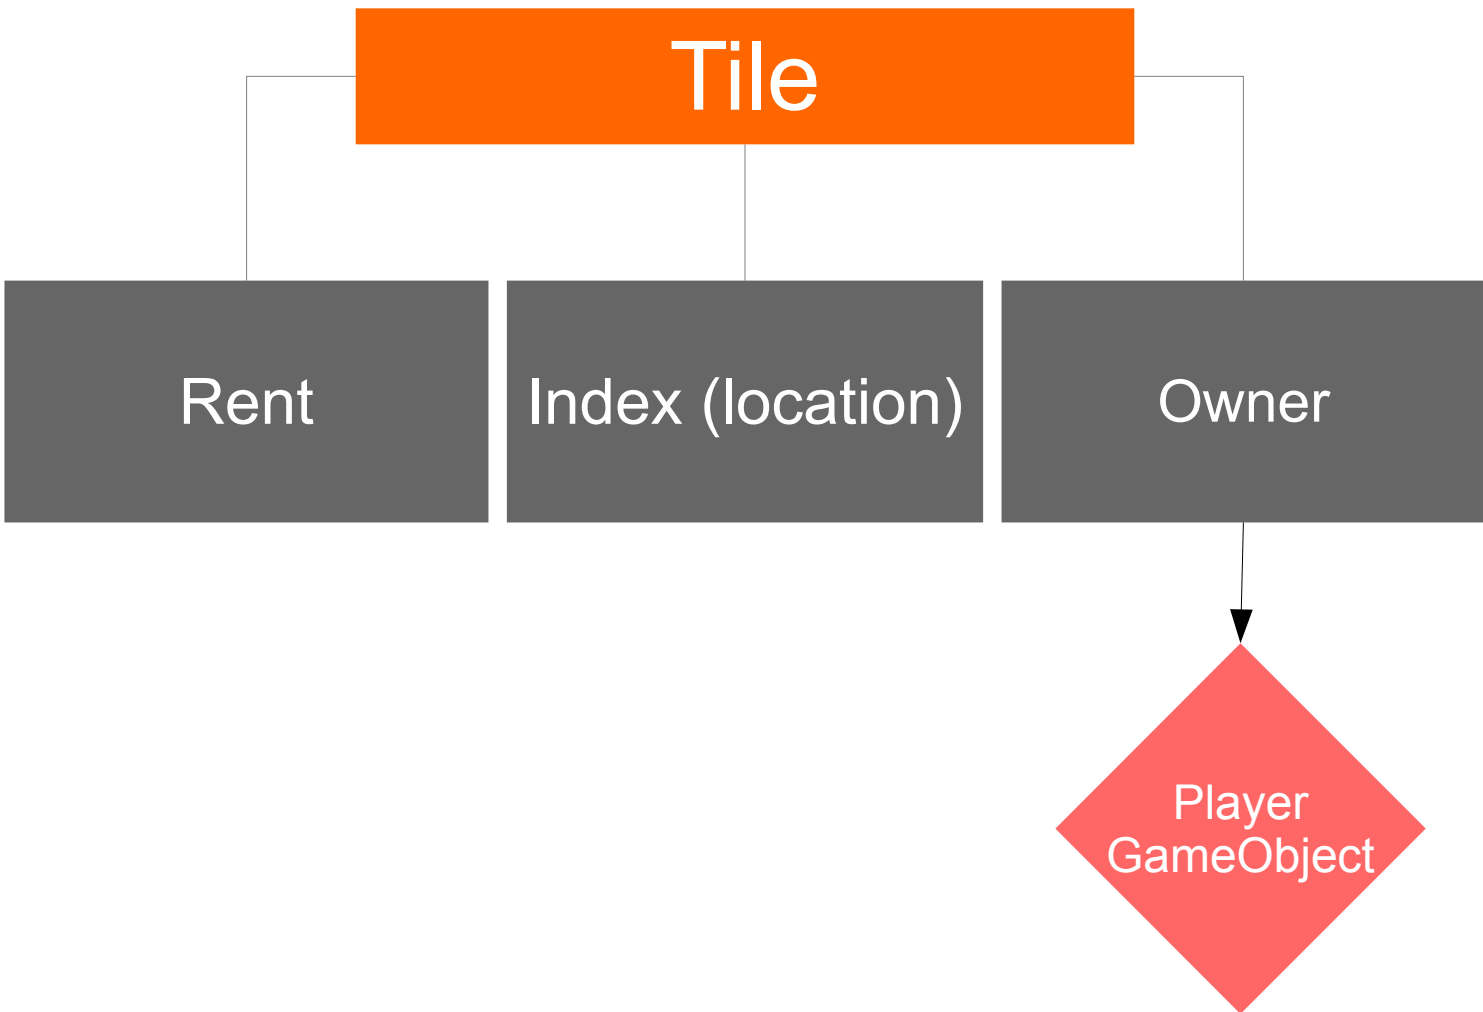 Tile
Rent
Index (location)
Owner
Player
GameObject